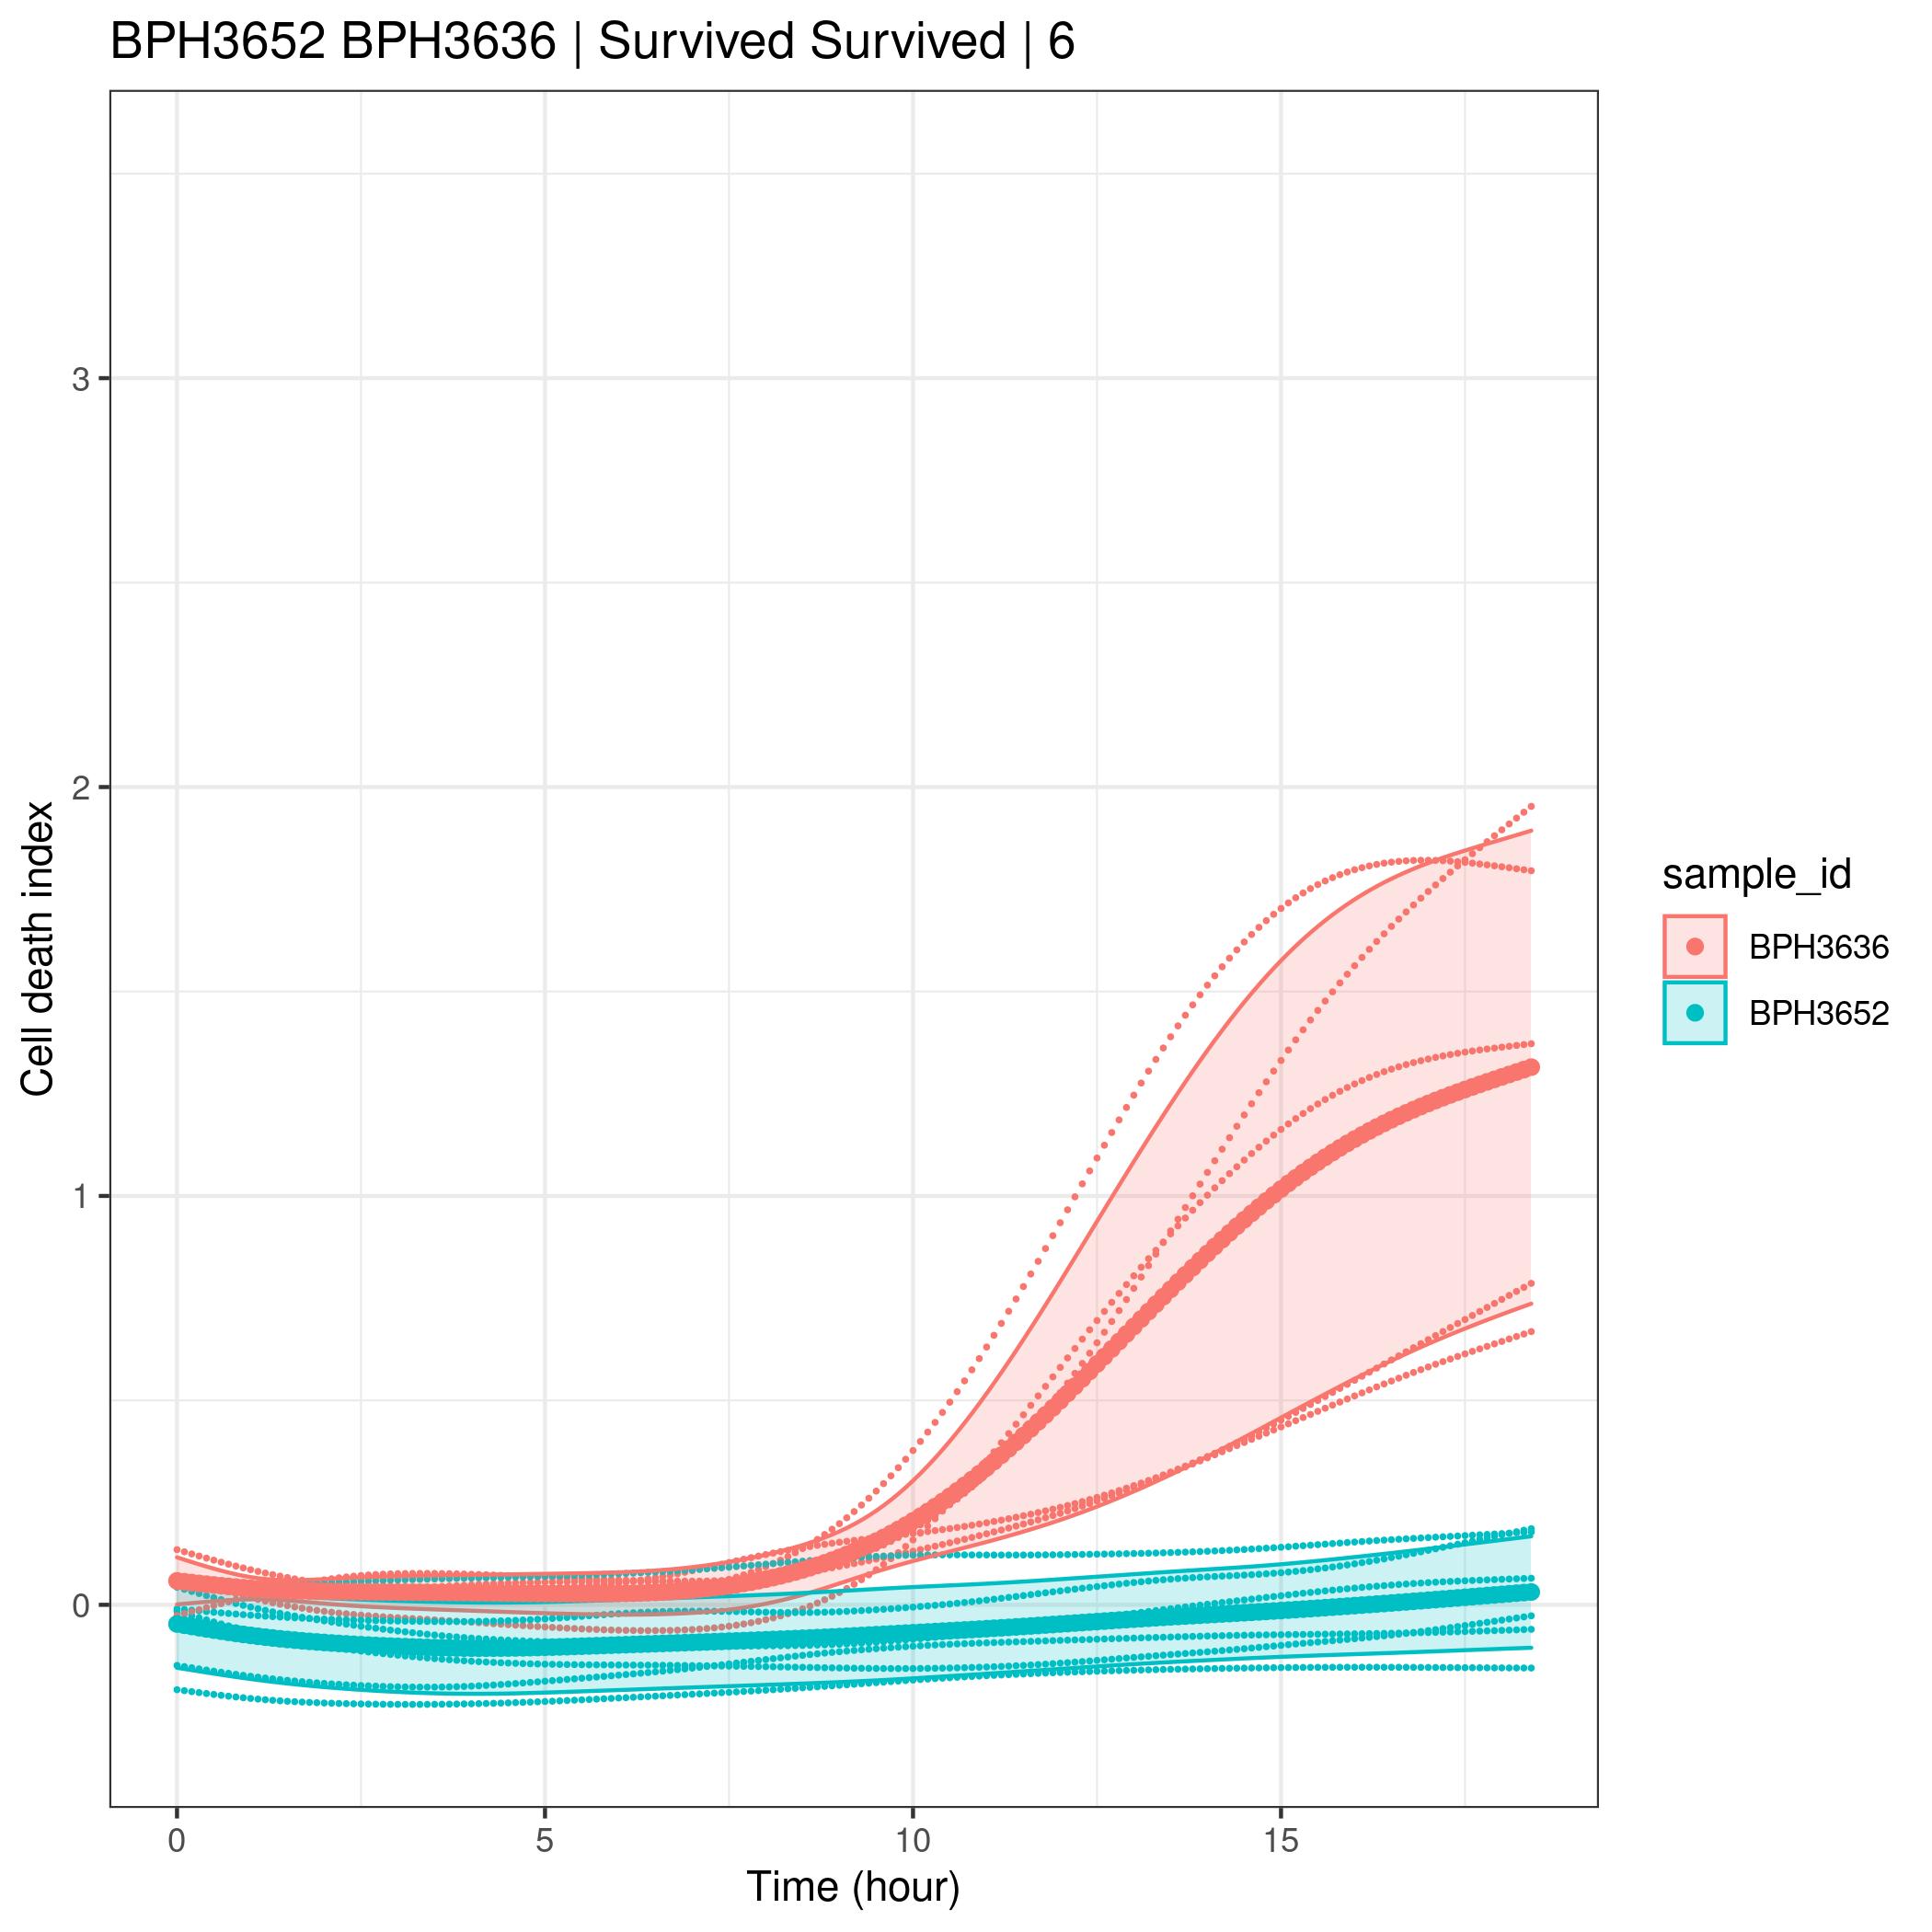 BPH3652 BPH3636 | Survived Survived | 6
3
2
1
0
Cell death index
0 5 10 15
Time (hour)
sample_id
BPH3636
BPH3652